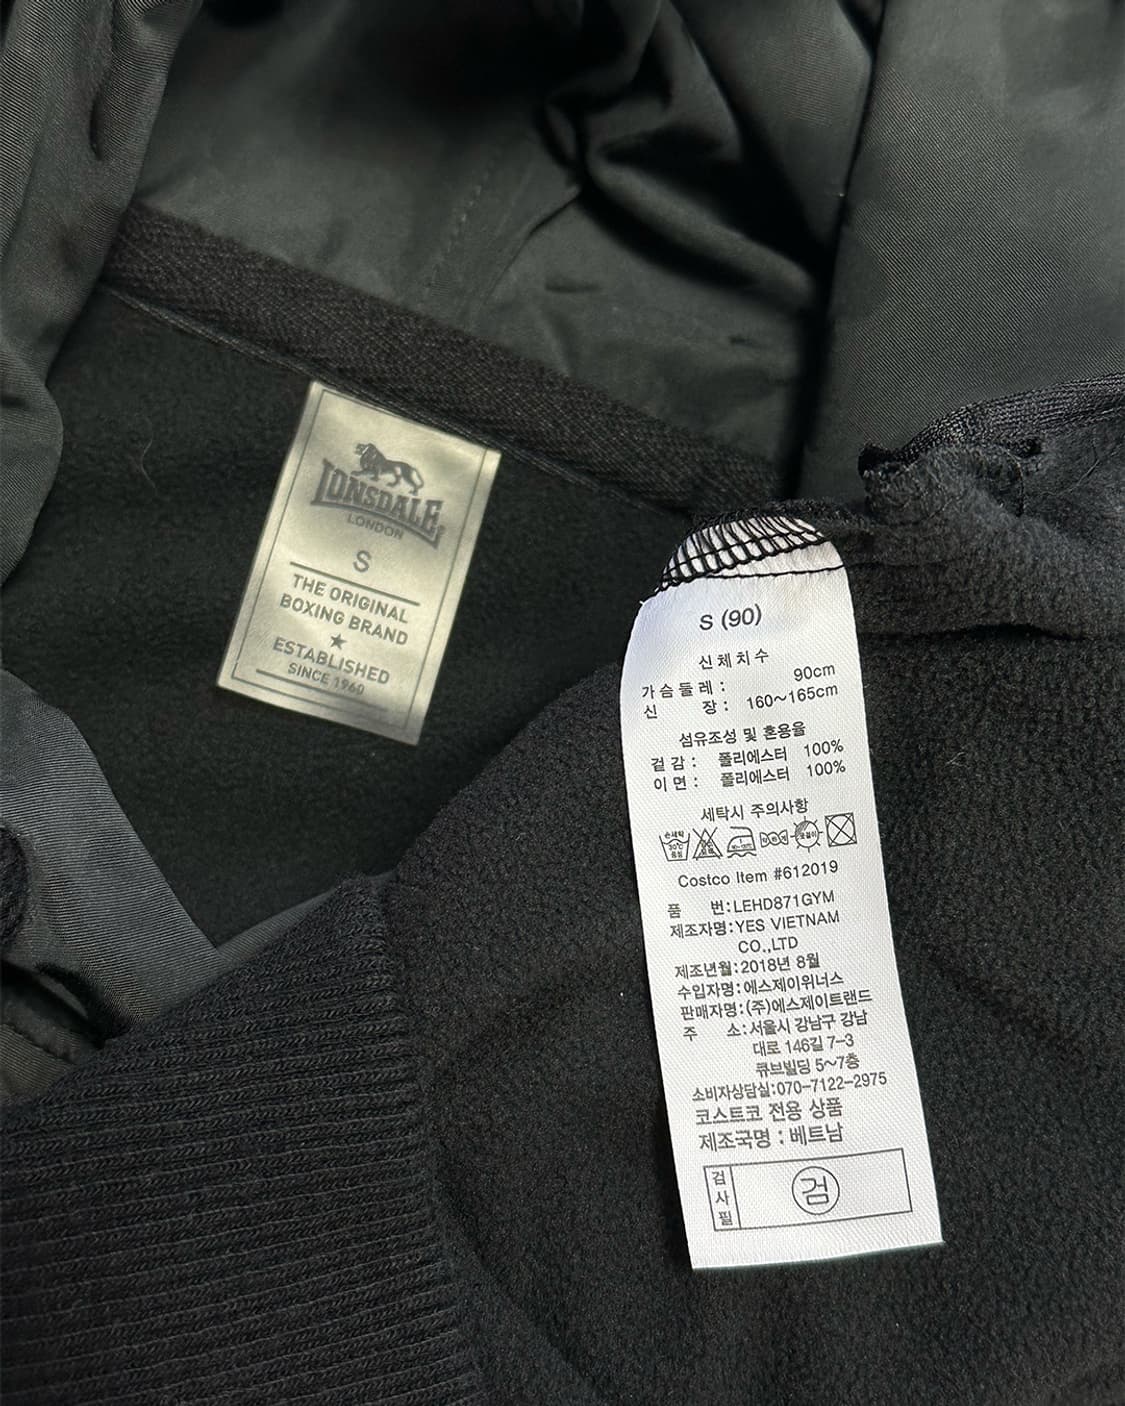 LONSDALE
LONDON
S
THE ORIGINAL
BOXING BRAND
ESTABLISHED
SINCE 1960
S (90)
신체치수
가슴둘레: 90cm
신 장: 160~165cm
섬유조성 및 혼용율
겉감: 폴리에스터 100%
이면: 폴리에스터 100%
세탁시 주의사항
손세탁
30℃
중성
Costco Item #612019
품 번:LEHD871GYM
제조자명:YES VIETNAM
CO.,LTD
제조년월:2018년 8월
수입자명:에스제이위너스
판매자명:(주)에스제이트랜드
주 소:서울시 강남구 강남
대로 146길 7-3
큐브빌딩 5~7층
소비자상담실:070-7122-2975
코스트코 전용 상품
제조국명 : 베트남
검사필
검